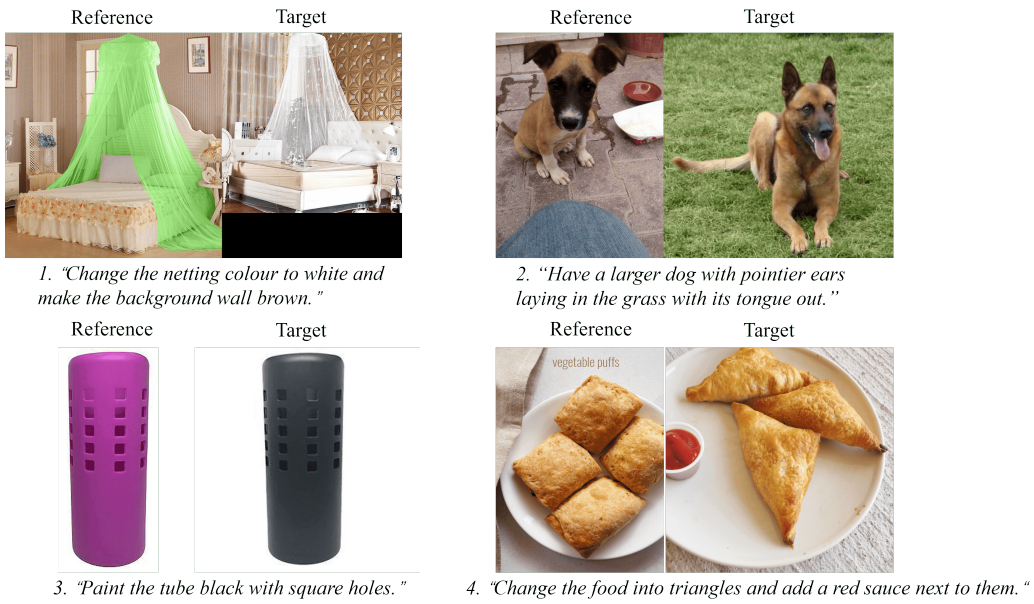 Reference Target
Reference Target
1. “Change the netting colour to white and
make the background wall brown.”
2. “Have a larger dog with pointier ears
laying in the grass with its tongue out.”
Reference Target
Reference Target
vegetable puffs
3. “Paint the tube black with square holes.”
4. “Change the food into triangles and add a red sauce next to them.“